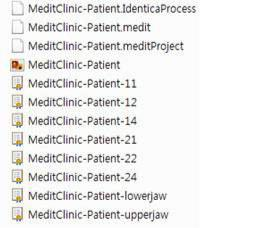 MeditClinic-Patient.IdenticaProcess
MeditClinic-Patient.medit
MeditClinic-Patient.meditProject
MeditClinic-Patient
MeditClinic-Patient-11
MeditClinic-Patient-12
MeditClinic-Patient-14
MeditClinic-Patient-21
MeditClinic-Patient-22
MeditClinic-Patient-24
MeditClinic-Patient-lowerjaw
MeditClinic-Patient-upperjaw